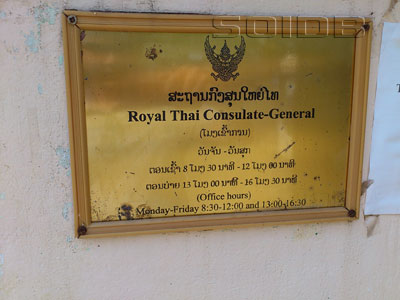 SOIDB
ສະຖານກົງສຸນໃຫຍ່ໄທ
Royal Thai Consulate-General
(ໂມງເຂົ້າການ)
ວັນຈັນ - ວັນສຸກ
ຕອນເຊົ້າ 8 ໂມງ 30 ນາທີ - 12 ໂມງ 00 ນາທີ
ຕອນບ່າຍ 13 ໂມງ 00 ນາທີ - 16 ໂມງ 30 ນາທີ
(Office hours)
Monday-Friday 8:30-12:00 and 13:00-16:30